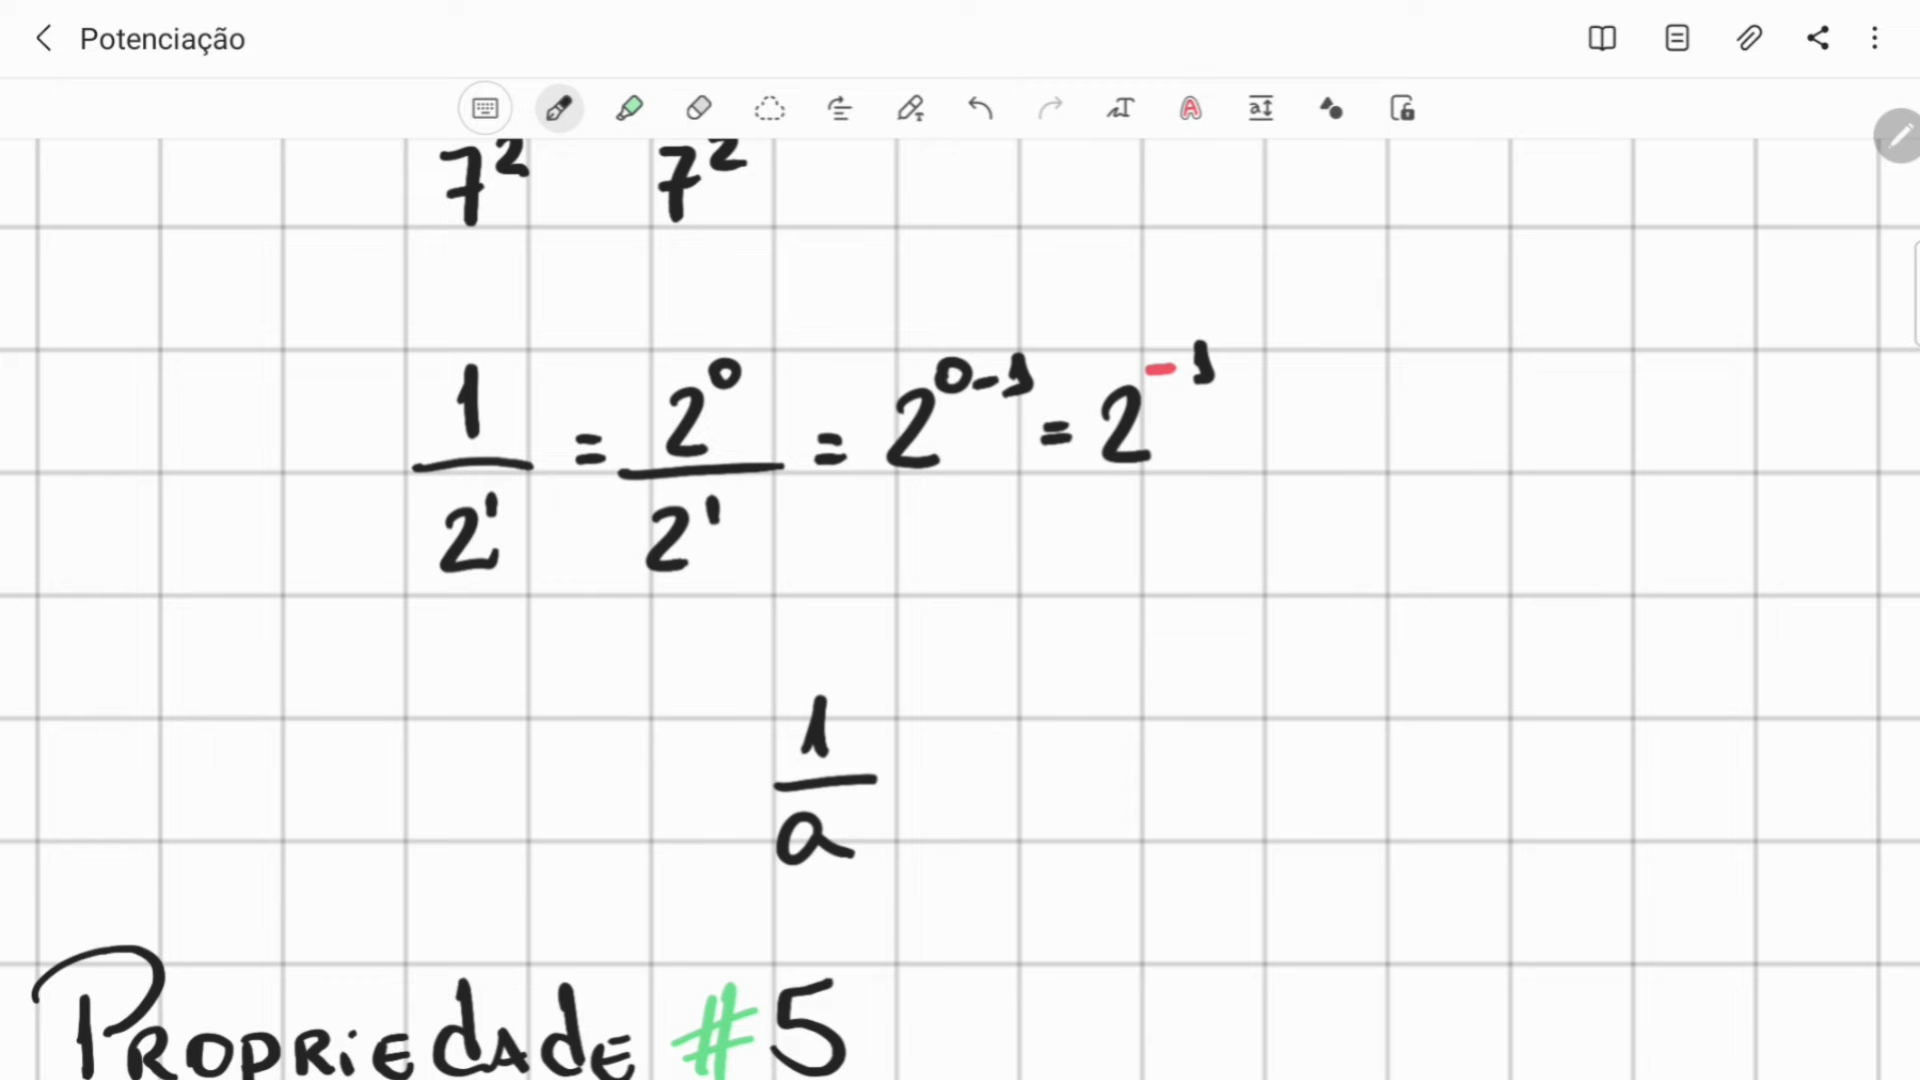 Potenciação
7² 7²
1/2¹ = 2⁰/2¹ = 2⁰⁻¹ = 2⁻¹
1/a
PROPRIEdAdE #5